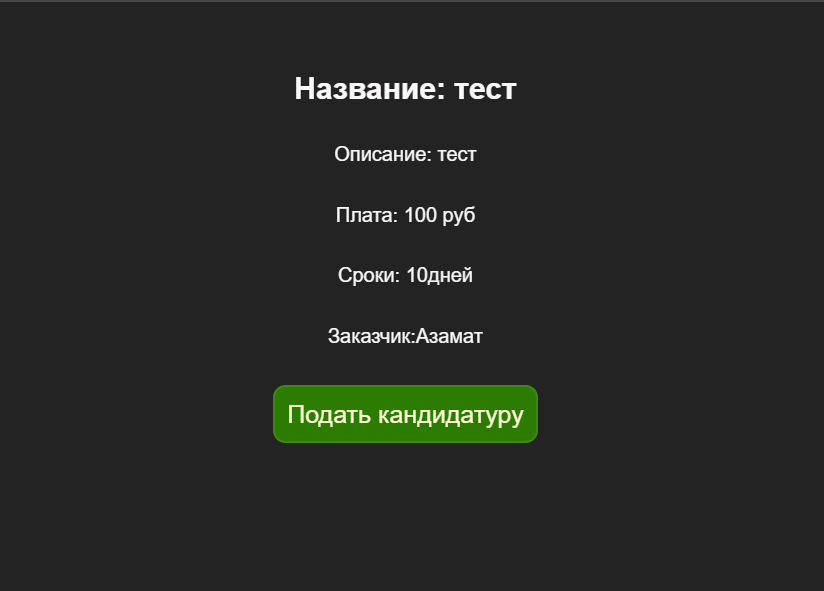 Название: тест
Описание: тест
Плата: 100 руб
Сроки: 10дней
Заказчик:Азамат
Подать кандидатуру